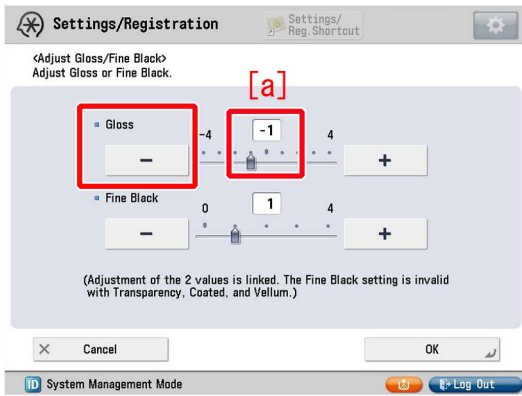 Settings/Registration
Settings/
Reg.Shortcut
<Adjust Gloss/Fine Black>
Adjust Gloss or Fine Black.
[a]
Gloss
-4
-1
4
−
+
Fine Black
0
1
4
−
+
(Adjustment of the 2 values is linked. The Fine Black setting is invalid
with Transparency, Coated, and Vellum.)
× Cancel
OK
ID System Management Mode
Log Out